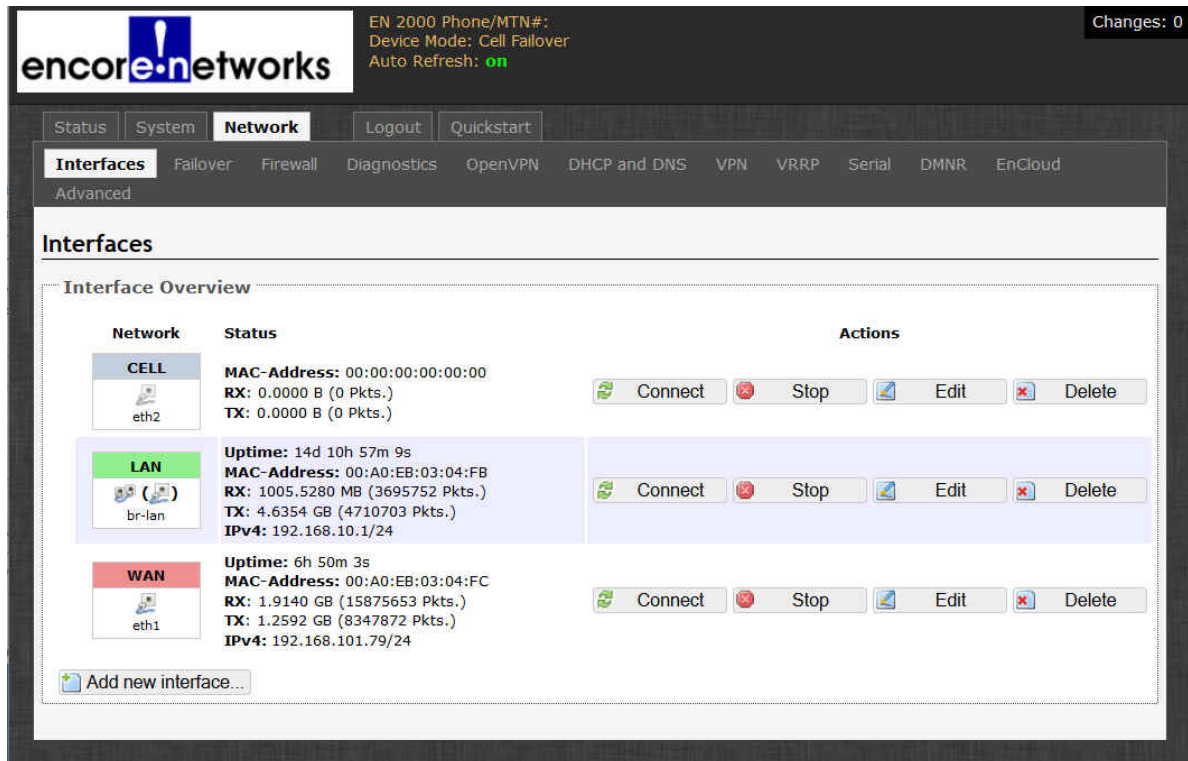 encore•networks
EN 2000 Phone/MTN#:
Device Mode: Cell Failover
Auto Refresh: on
Changes: 0
Status System Network Logout Quickstart
Interfaces Failover Firewall Diagnostics OpenVPN DHCP and DNS VPN VRRP Serial DMNR EnCloud
Advanced
Interfaces
Interface Overview
Network Status Actions
CELL
eth2
MAC-Address: 00:00:00:00:00:00
RX: 0.0000 B (0 Pkts.)
TX: 0.0000 B (0 Pkts.)
Connect Stop Edit Delete
LAN
( )
br-lan
Uptime: 14d 10h 57m 9s
MAC-Address: 00:A0:EB:03:04:FB
RX: 1005.5280 MB (3695752 Pkts.)
TX: 4.6354 GB (4710703 Pkts.)
IPv4: 192.168.10.1/24
Connect Stop Edit Delete
WAN
eth1
Uptime: 6h 50m 3s
MAC-Address: 00:A0:EB:03:04:FC
RX: 1.9140 GB (15875653 Pkts.)
TX: 1.2592 GB (8347872 Pkts.)
IPv4: 192.168.101.79/24
Connect Stop Edit Delete
Add new interface...